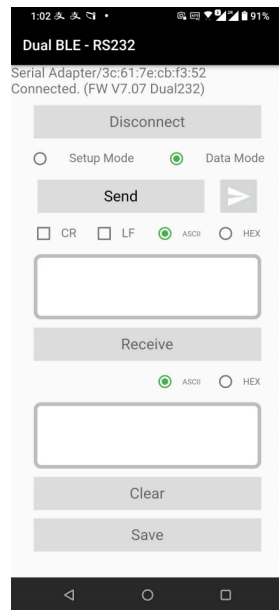 1:02 91%
Dual BLE - RS232
Serial Adapter/3c:61:7e:cb:f3:52
Connected. (FW V7.07 Dual232)
Disconnect
Setup Mode Data Mode
Send
CR LF ASCII HEX
Receive
ASCII HEX
Clear
Save